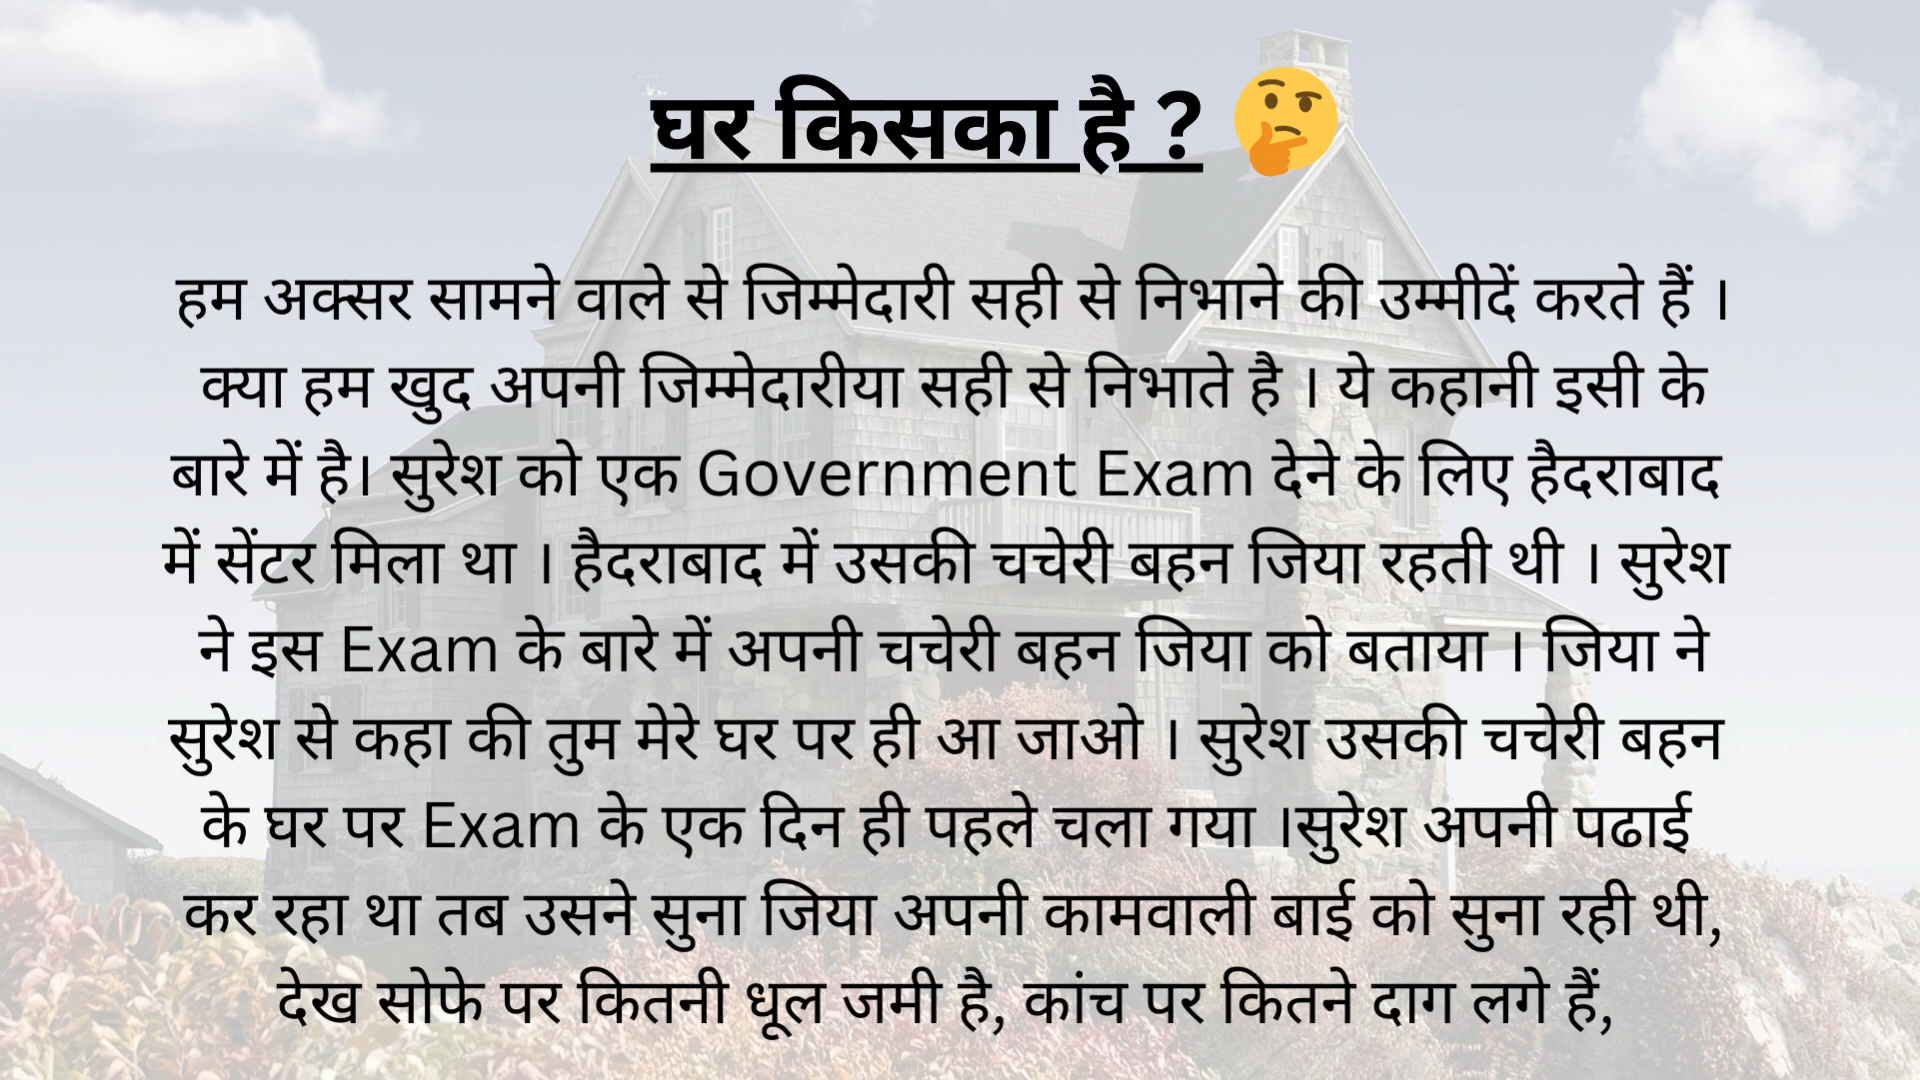 घर किसका है ? 🤔
हम अक्सर सामने वाले से जिम्मेदारी सही से निभाने की उम्मीदें करते हैं ।
क्या हम खुद अपनी जिम्मेदारीया सही से निभाते है । ये कहानी इसी के
बारे में है। सुरेश को एक Government Exam देने के लिए हैदराबाद
में सेंटर मिला था । हैदराबाद में उसकी चचेरी बहन जिया रहती थी । सुरेश
ने इस Exam के बारे में अपनी चचेरी बहन जिया को बताया । जिया ने
सुरेश से कहा की तुम मेरे घर पर ही आ जाओ । सुरेश उसकी चचेरी बहन
के घर पर Exam के एक दिन ही पहले चला गया ।सुरेश अपनी पढाई
कर रहा था तब उसने सुना जिया अपनी कामवाली बाई को सुना रही थी,
देख सोफे पर कितनी धूल जमी है, कांच पर कितने दाग लगे हैं,